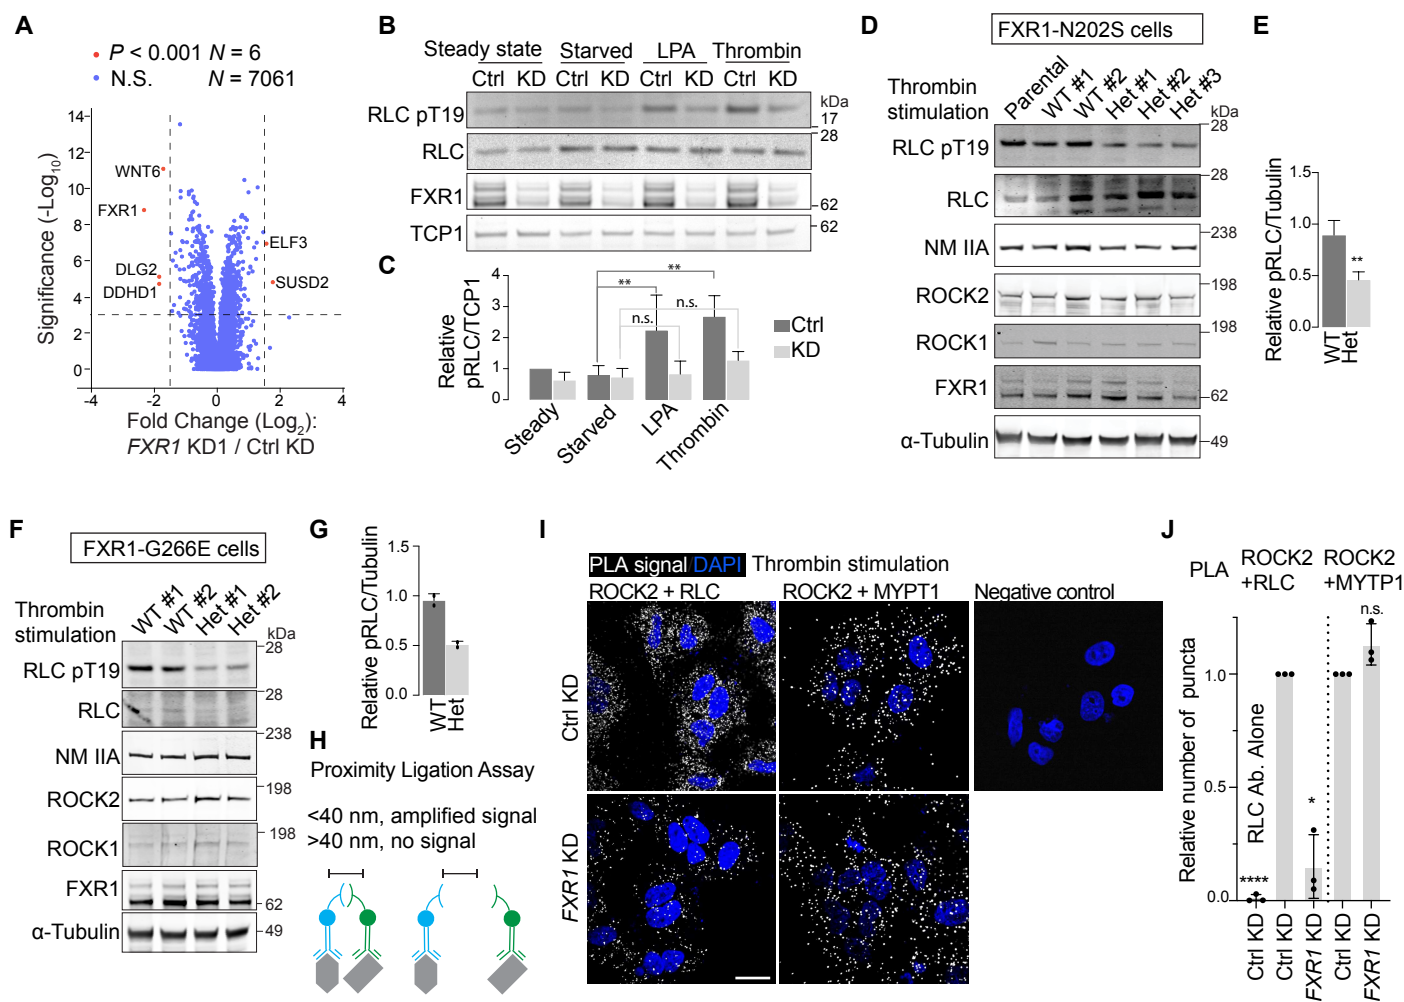 A
P < 0.001 N = 6
N.S. N = 7061
Significance (-Log10)
14
12
10
8
6
4
2
0
WNT6
FXR1
DLG2
DDHD1
ELF3
SUSD2
-4 -2 0 2 4
Fold Change (Log2):
FXR1 KD1 / Ctrl KD
B
Steady state Starved LPA Thrombin
Ctrl KD Ctrl KD Ctrl KD Ctrl KD
kDa
RLC pT19 17
28
RLC
FXR1 62
TCP1 62
C
Relative
pRLC/TCP1
4
3
2
1
0
** **
n.s. n.s.
Ctrl
KD
Steady Starved LPA Thrombin
D
FXR1-N202S cells
Thrombin
stimulation
Parental WT #1 WT #2 Het #1 Het #2 Het #3
kDa
28
RLC pT19
28
RLC
238
NM IIA
198
ROCK2
198
ROCK1
FXR1 62
α-Tubulin 49
E
Relative pRLC/Tubulin
1.5
1.0
0.5
0.0
**
WT Het
F
FXR1-G266E cells
Thrombin
stimulation
WT #1 WT #2 Het #1 Het #2
kDa
28
RLC pT19
28
RLC
238
NM IIA
198
ROCK2
198
ROCK1
FXR1 62
α-Tubulin 49
G
Relative pRLC/Tubulin
1.5
1.0
0.5
0.0
WT Het
H
Proximity Ligation Assay
<40 nm, amplified signal
>40 nm, no signal
I
PLA signal/DAPI Thrombin stimulation
ROCK2 + RLC ROCK2 + MYPT1 Negative control
Ctrl KD
FXR1 KD
J
PLA ROCK2 ROCK2
+RLC +MYTP1
Relative number of puncta
RLC Ab. Alone
1.0
0.5
0.0
**** * n.s.
Ctrl KD Ctrl KD FXR1 KD Ctrl KD FXR1 KD